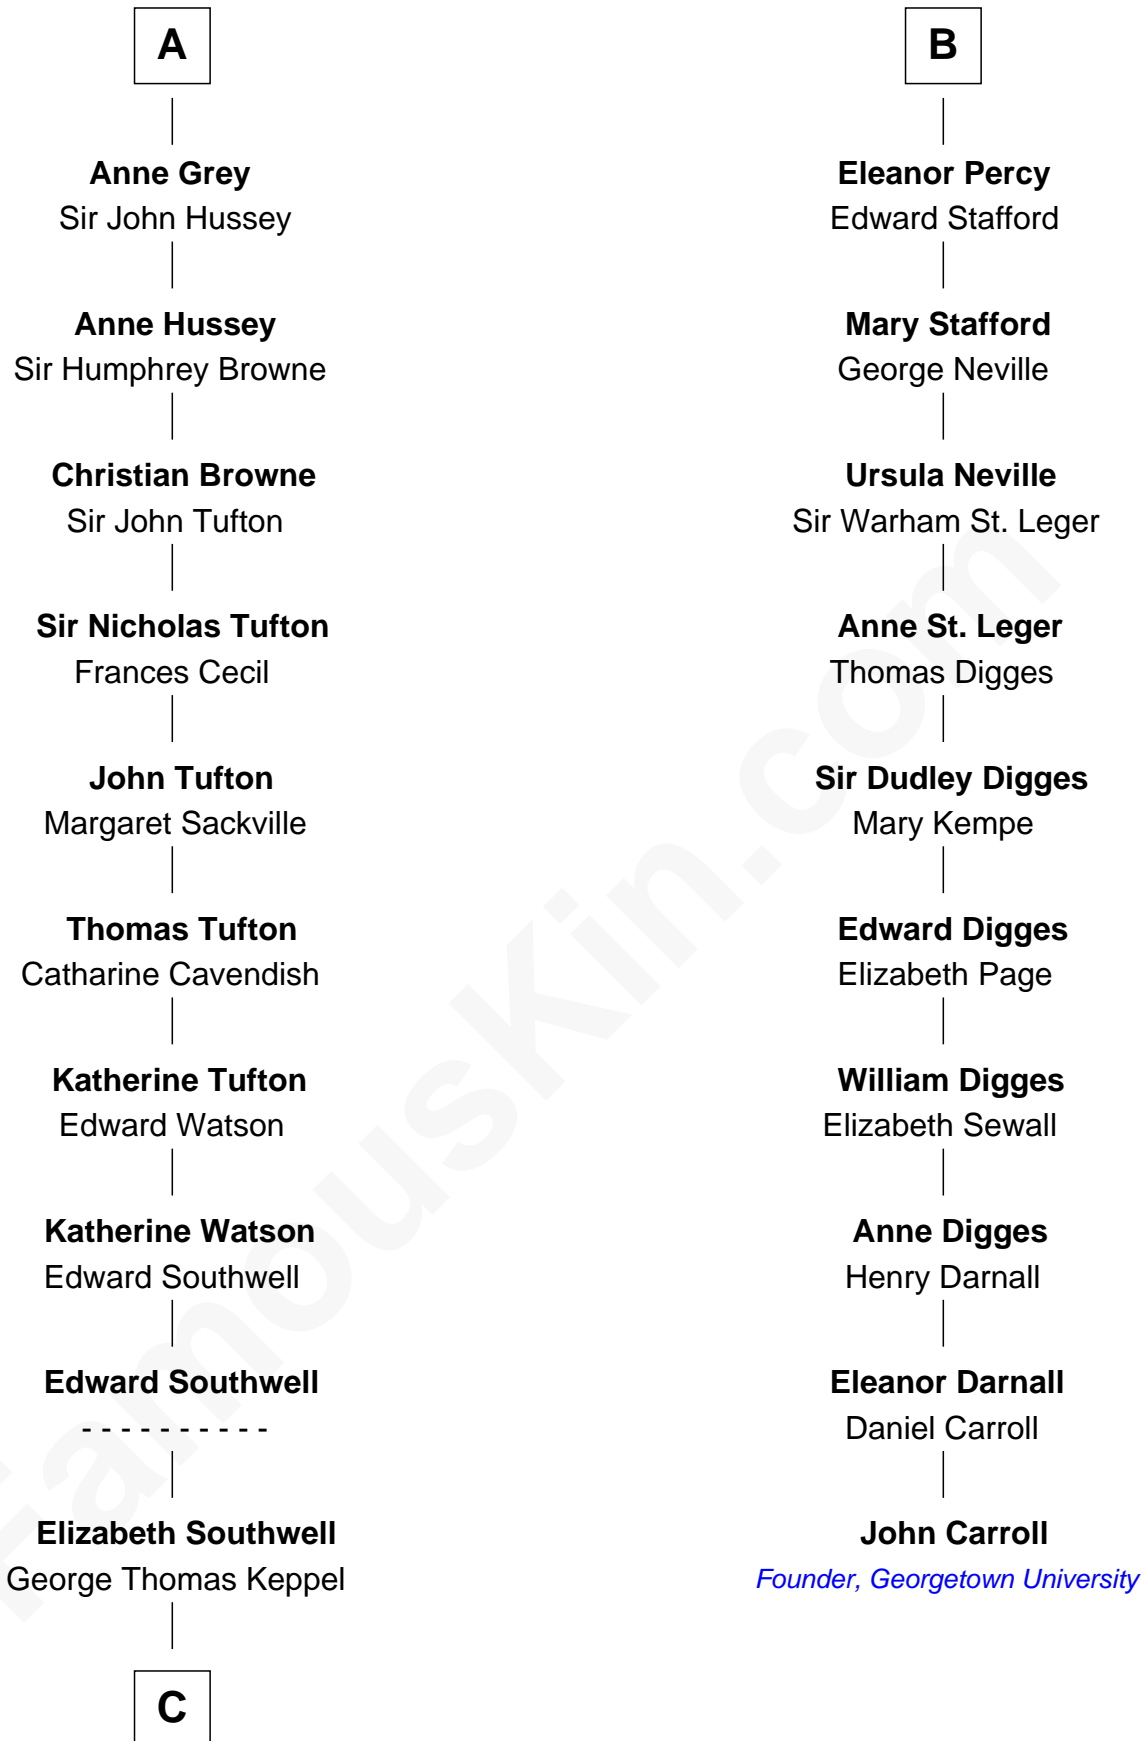 A
Anne Grey
Sir John Hussey
Anne Hussey
Sir Humphrey Browne
Christian Browne
Sir John Tufton
Sir Nicholas Tufton
Frances Cecil
John Tufton
Margaret Sackville
Thomas Tufton
Catharine Cavendish
Katherine Tufton
Edward Watson
Katherine Watson
Edward Southwell
Edward Southwell
- - - - - - - - - -
Elizabeth Southwell
George Thomas Keppel
C
B
Eleanor Percy
Edward Stafford
Mary Stafford
George Neville
Ursula Neville
Sir Warham St. Leger
Anne St. Leger
Thomas Digges
Sir Dudley Digges
Mary Kempe
Edward Digges
Elizabeth Page
William Digges
Elizabeth Sewall
Anne Digges
Henry Darnall
Eleanor Darnall
Daniel Carroll
John Carroll
Founder, Georgetown University
FamousKin.com